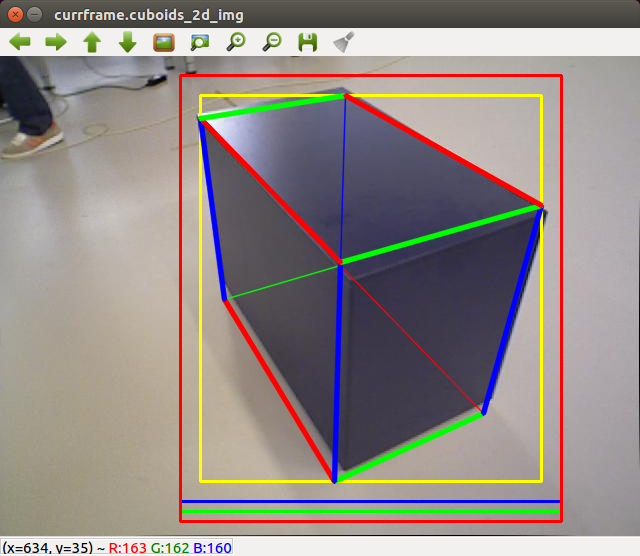 currframe.cuboids_2d_img
(x=634, y=35) ~ R:163 G:162 B:160